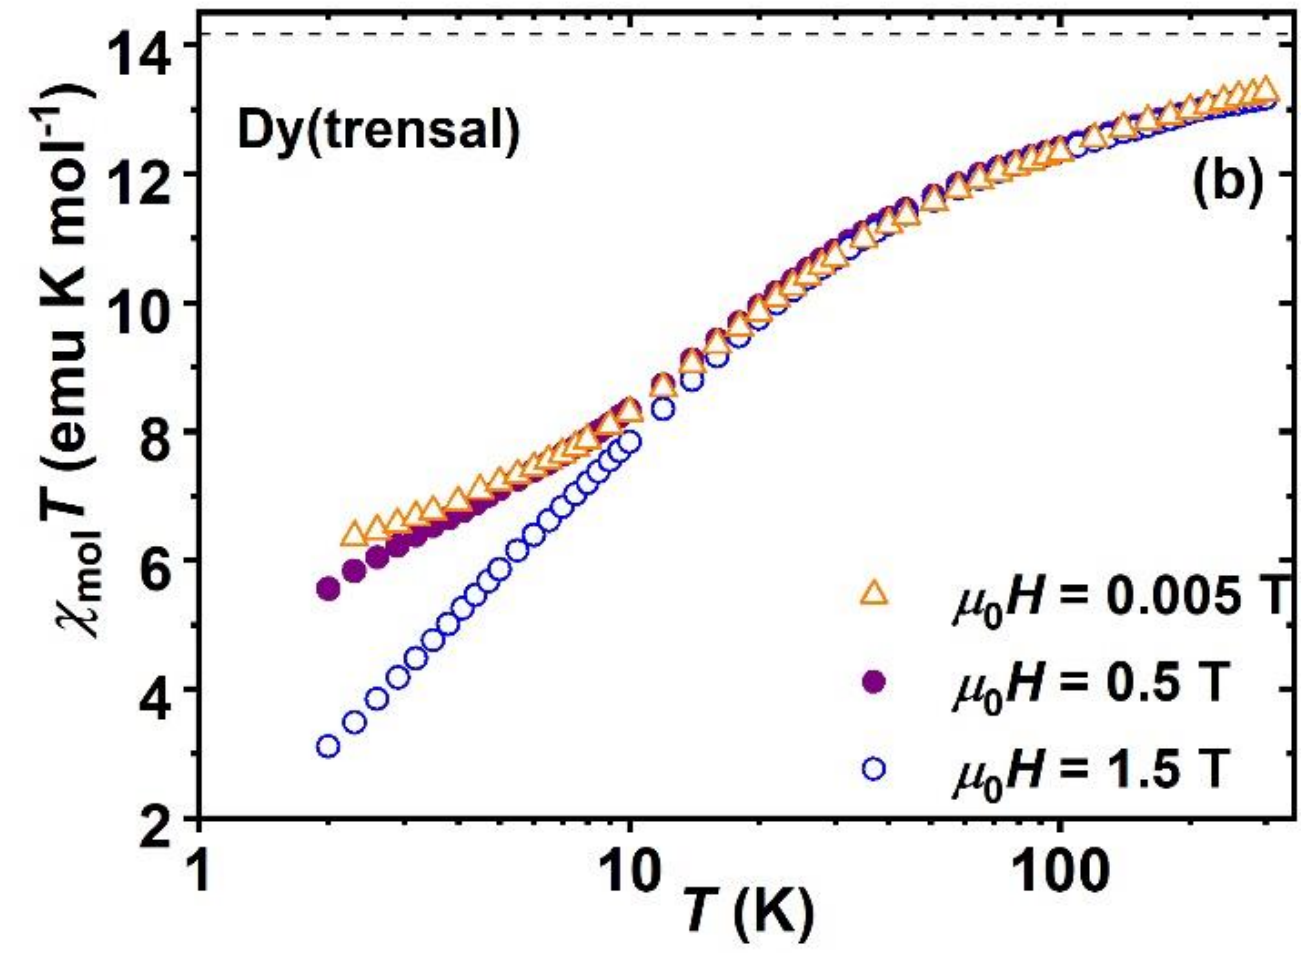 14
12
10
8
6
4
2
χmolT (emu K mol-1)
Dy(trensal)
(b)
μ0H = 0.005 T
μ0H = 0.5 T
μ0H = 1.5 T
1
10
100
T (K)